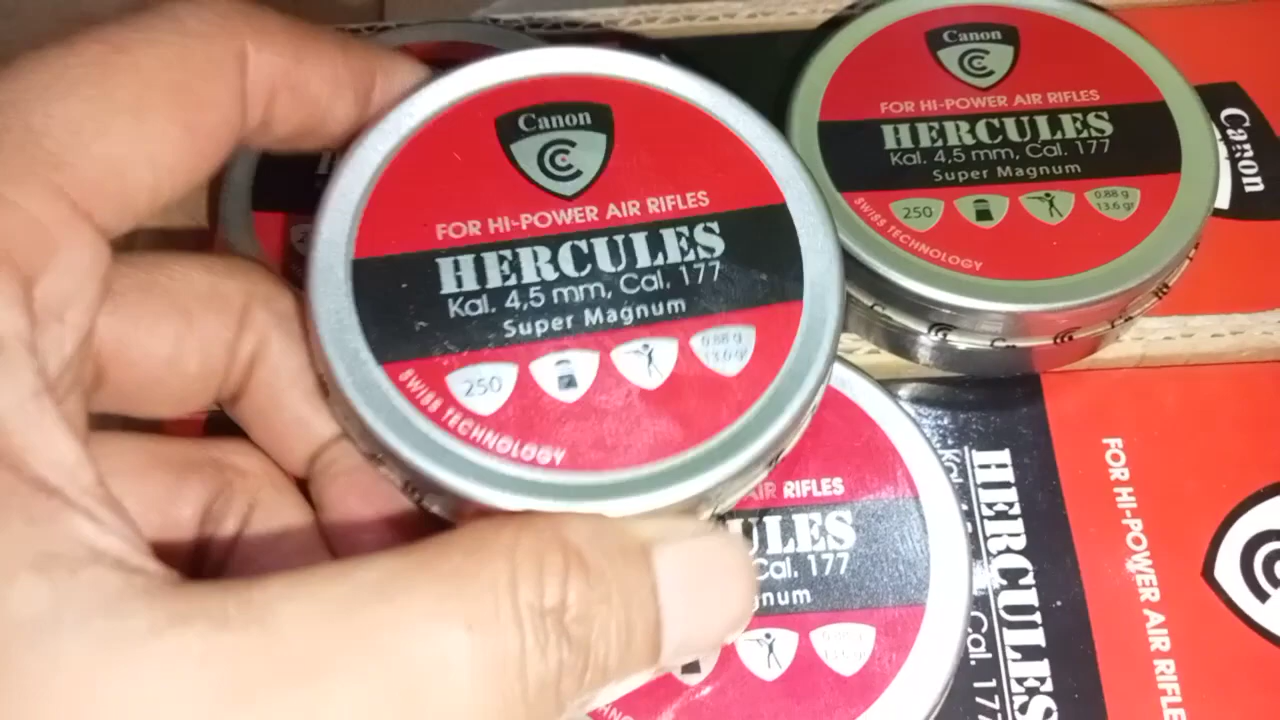 Canon
FOR HI-POWER AIR RIFLES
HERCULES
Kal. 4,5 mm, Cal. 177
Super Magnum
250
0.88 g
13.6 gr
SWISS TECHNOLOGY
Canon
FOR HI-POWER AIR RIFLES
HERCULES
Kal. 4,5 mm, Cal. 177
Super Magnum
250
0.88 g
13.6 gr
SWISS TECHNOLOGY
Canon
AIR RIFLES
ULES
Cal. 177
gnum
HERCULES
Cal. 177
FOR HI-POWER AIR RIFLE